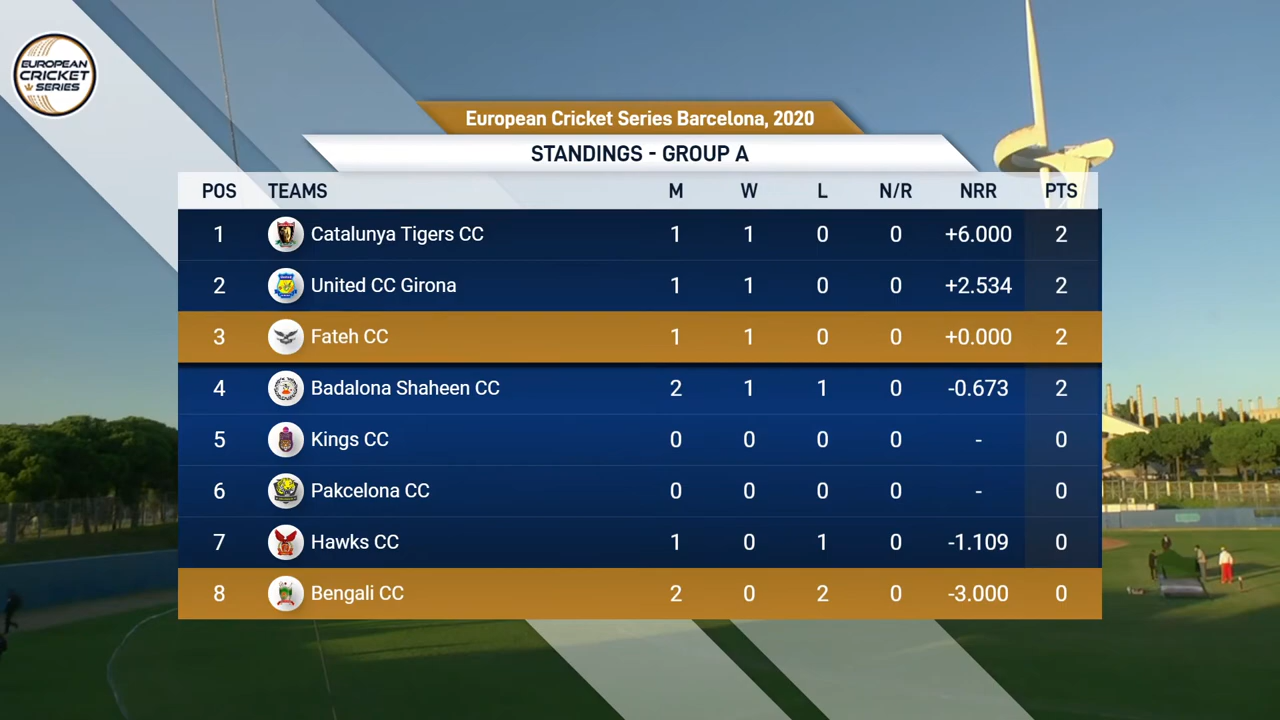 EUROPEAN
CRICKET
SERIES
European Cricket Series Barcelona, 2020
STANDINGS - GROUP A
POS TEAMS M W L N/R NRR PTS
1 Catalunya Tigers CC 1 1 0 0 +6.000 2
2 United CC Girona 1 1 0 0 +2.534 2
3 Fateh CC 1 1 0 0 +0.000 2
4 Badalona Shaheen CC 2 1 1 0 -0.673 2
5 Kings CC 0 0 0 0 - 0
6 Pakcelona CC 0 0 0 0 - 0
7 Hawks CC 1 0 1 0 -1.109 0
8 Bengali CC 2 0 2 0 -3.000 0